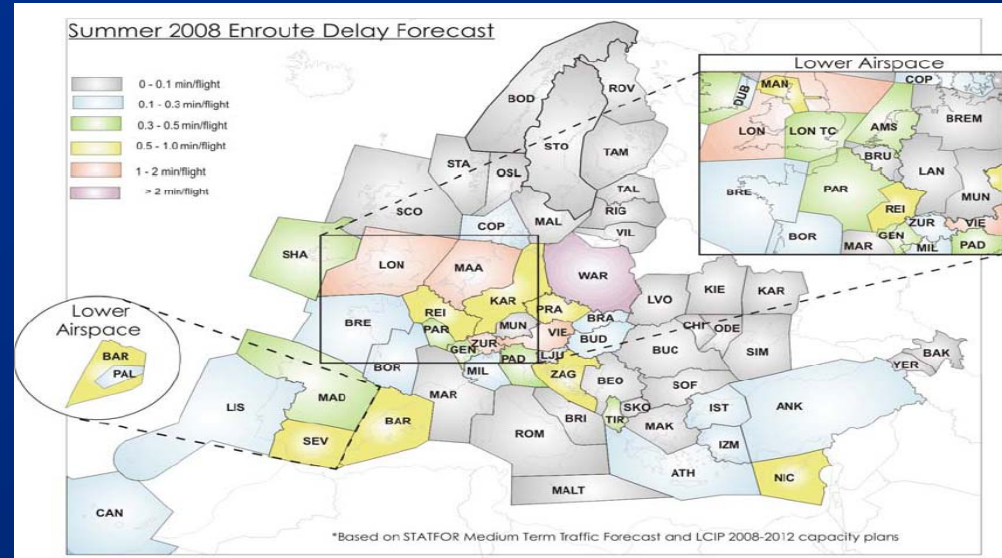 Summer 2008 Enroute Delay Forecast
0 - 0.1 min/flight
0.1 - 0.3 min/flight
0.3 - 0.5 min/flight
0.5 - 1.0 min/flight
1 - 2 min/flight
> 2 min/flight
Lower Airspace
DUB MAN COP
LON LON TC AMS BREM
BRU LAN
BRE PAR REI MUN
BOR MAR GEN ZUR MIL VIE PAD
BOD ROV
STO TAM
STA OSL
SCO COP MAL
TAL
RIG
VIL
SHA LON MAA WAR
KAR LVO KIE KAR
BRE REI PAR PRA BRA
MUN VIE BUD
ZUR GEN PAD LJU
BOR MIL ZAG
BUC ODE SIM
BAK
YER
Lower
Airspace
BAR
PAL
LIS MAD MAR BEO SOF
SEV BAR ROM BRI TIR SKO MAK
IST ANK
IZM
ATH NIC
MALT
CAN
*Based on STATFOR Medium Term Traffic Forecast and LCIP 2008-2012 capacity plans